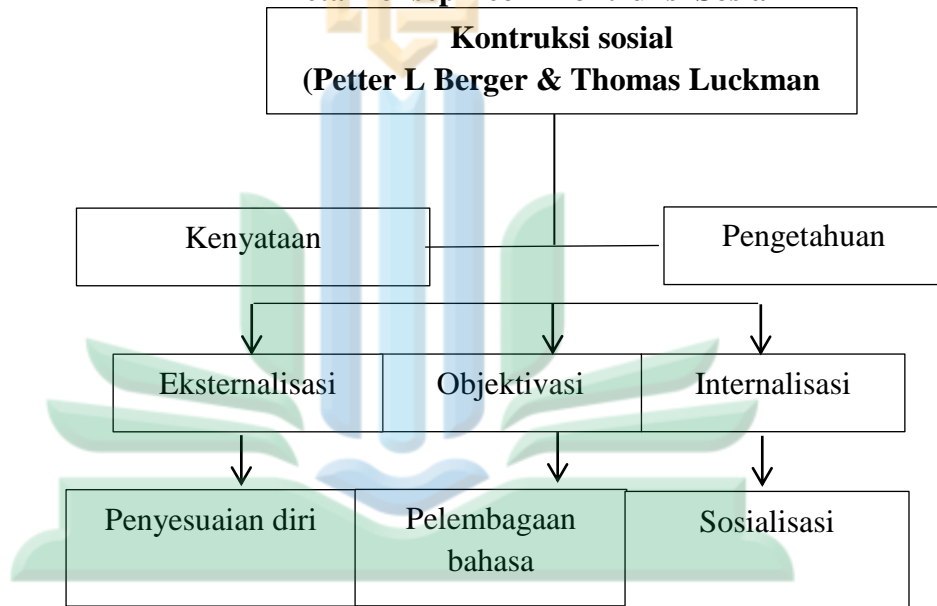 Kontruksi sosial
(Petter L Berger & Thomas Luckman
Kenyataan
Pengetahuan
Eksternalisasi
Objektivasi
Internalisasi
Penyesuaian diri
Pelembagaan
bahasa
Sosialisasi